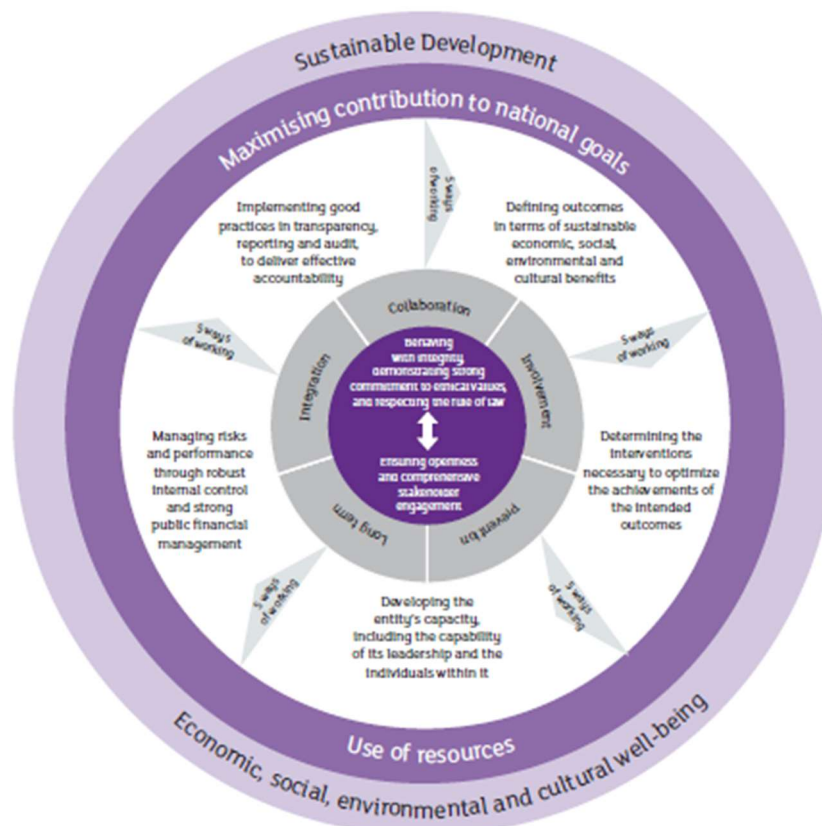 Sustainable Development
Maximising contribution to national goals
5 ways
of working
Implementing good
practices in transparency,
reporting and audit,
to deliver effective
accountability
Defining outcomes
in terms of sustainable
economic, social,
environmental and
cultural benefits
Collaboration
5 ways
of working
5 ways
of working
Integration
Involvement
Behaving
with integrity,
demonstrating strong
commitment to ethical values,
and respecting the rule of law
Managing risks
and performance
through robust
internal control
and strong
public financial
management
Determining the
interventions
necessary to optimize
the achievements of
the intended
outcomes
Ensuring openness
and comprehensive
stakeholder
engagement
Long term
Prevention
5 ways
of working
5 ways
of working
Developing the
entity's capacity,
including the capability
of its leadership and the
individuals within it
Use of resources
Economic, social, environmental and cultural well-being